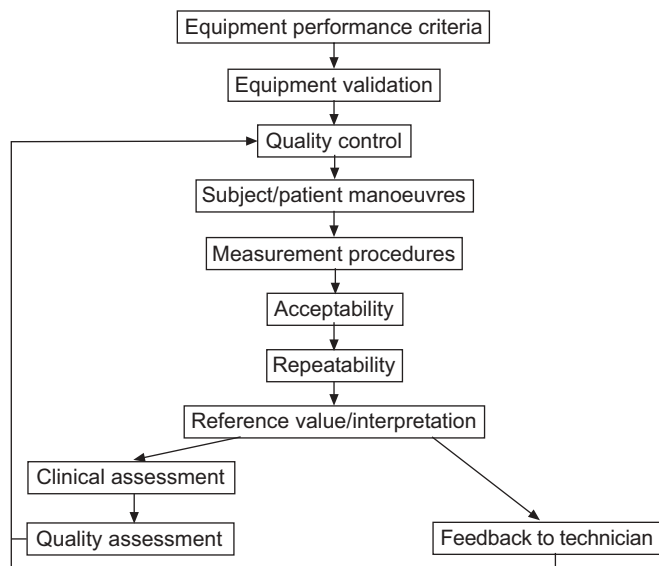 Equipment performance criteria
Equipment validation
Quality control
Subject/patient manoeuvres
Measurement procedures
Acceptability
Repeatability
Reference value/interpretation
Clinical assessment
Quality assessment
Feedback to technician